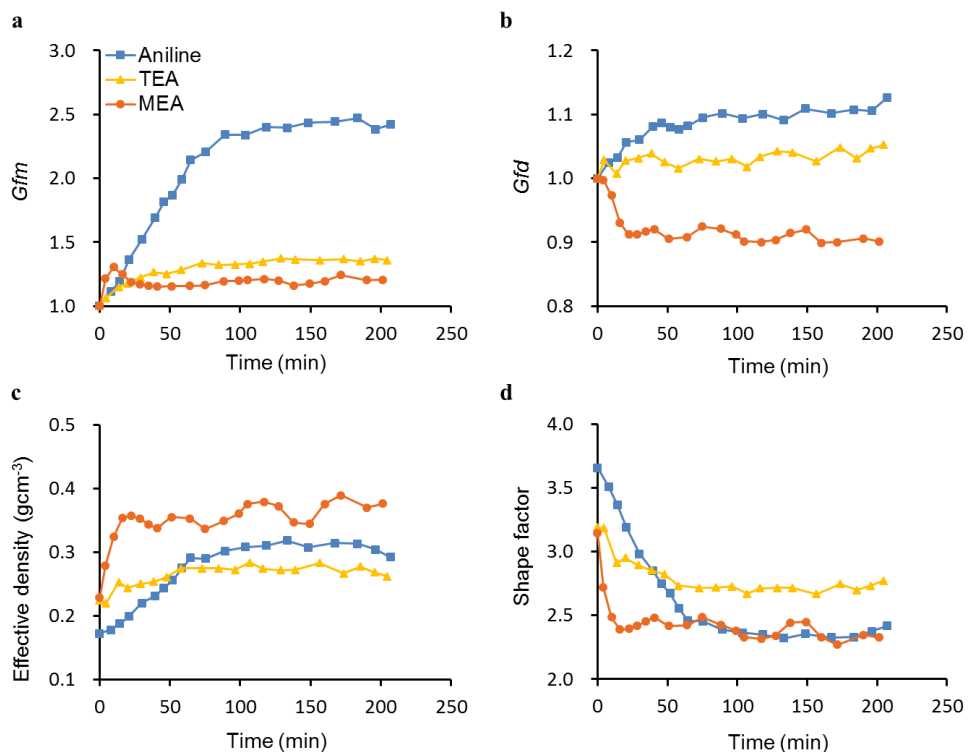 a
3.0
2.5
2.0
1.5
1.0
Gfm
Aniline
TEA
MEA
0 50 100 150 200 250
Time (min)
b
1.2
1.1
1.0
0.9
0.8
Gfd
0 50 100 150 200 250
Time (min)
c
0.5
0.4
0.3
0.2
0.1
Effective density (gcm⁻³)
0 50 100 150 200 250
Time (min)
d
4.0
3.5
3.0
2.5
2.0
Shape factor
0 50 100 150 200 250
Time (min)